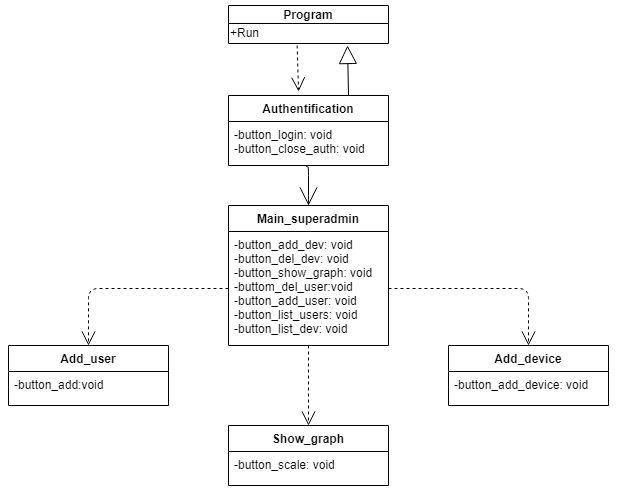 Program
+Run
Authentification
-button_login: void
-button_close_auth: void
Main_superadmin
-button_add_dev: void
-button_del_dev: void
-button_show_graph: void
-buttom_del_user:void
-button_add_user: void
-button_list_users: void
-button_list_dev: void
Add_user
-button_add:void
Add_device
-button_add_device: void
Show_graph
-button_scale: void